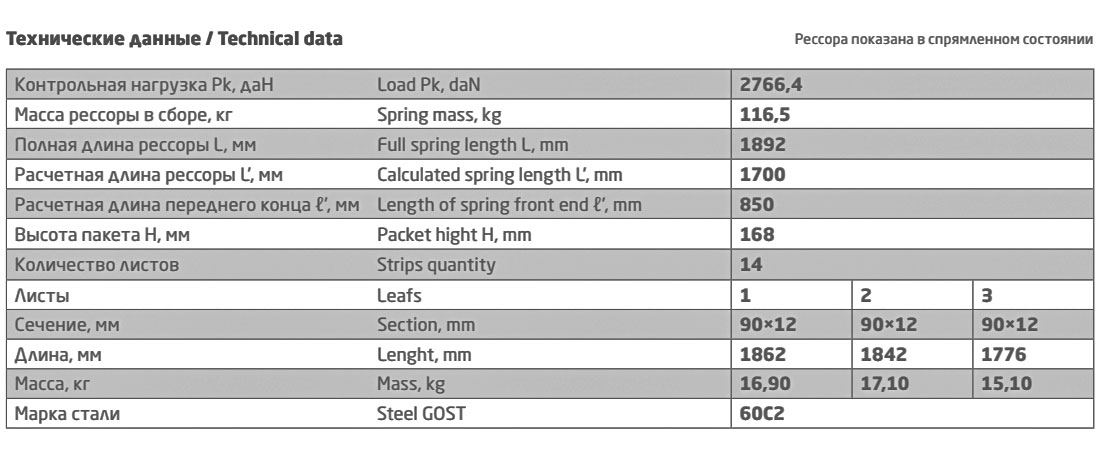 Технические данные / Technical data
Рессора показана в спрямленном состоянии
Контрольная нагрузка Pk, даН Load Pk, daN 2766,4
Масса рессоры в сборе, кг Spring mass, kg 116,5
Полная длина рессоры L, мм Full spring length L, mm 1892
Расчетная длина рессоры L’, мм Calculated spring length L’, mm 1700
Расчетная длина переднего конца ℓ’, мм Length of spring front end ℓ’, mm 850
Высота пакета H, мм Packet hight H, mm 168
Количество листов Strips quantity 14
Листы Leafs 1 2 3
Сечение, мм Section, mm 90×12 90×12 90×12
Длина, мм Lenght, mm 1862 1842 1776
Масса, кг Mass, kg 16,90 17,10 15,10
Марка стали Steel GOST 60С2